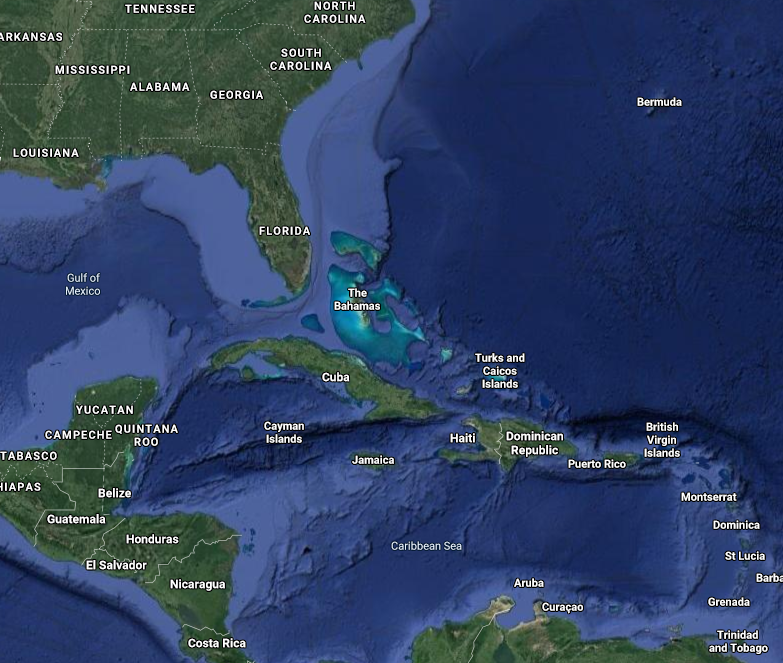 TENNESSEE
NORTH
CAROLINA
ARKANSAS
SOUTH
CAROLINA
MISSISSIPPI
ALABAMA
GEORGIA
Bermuda
LOUISIANA
FLORIDA
Gulf of
Mexico
The
Bahamas
Turks and
Caicos
Islands
Cuba
YUCATAN
CAMPECHE
QUINTANA
ROO
Cayman
Islands
Haiti
Dominican
Republic
British
Virgin
Islands
TABASCO
Jamaica
Puerto Rico
HIAPAS
Belize
Montserrat
Guatemala
Dominica
Honduras
Caribbean Sea
St Lucia
El Salvador
Nicaragua
Aruba
Barba
Curaçao
Grenada
Costa Rica
Trinidad
and Tobago